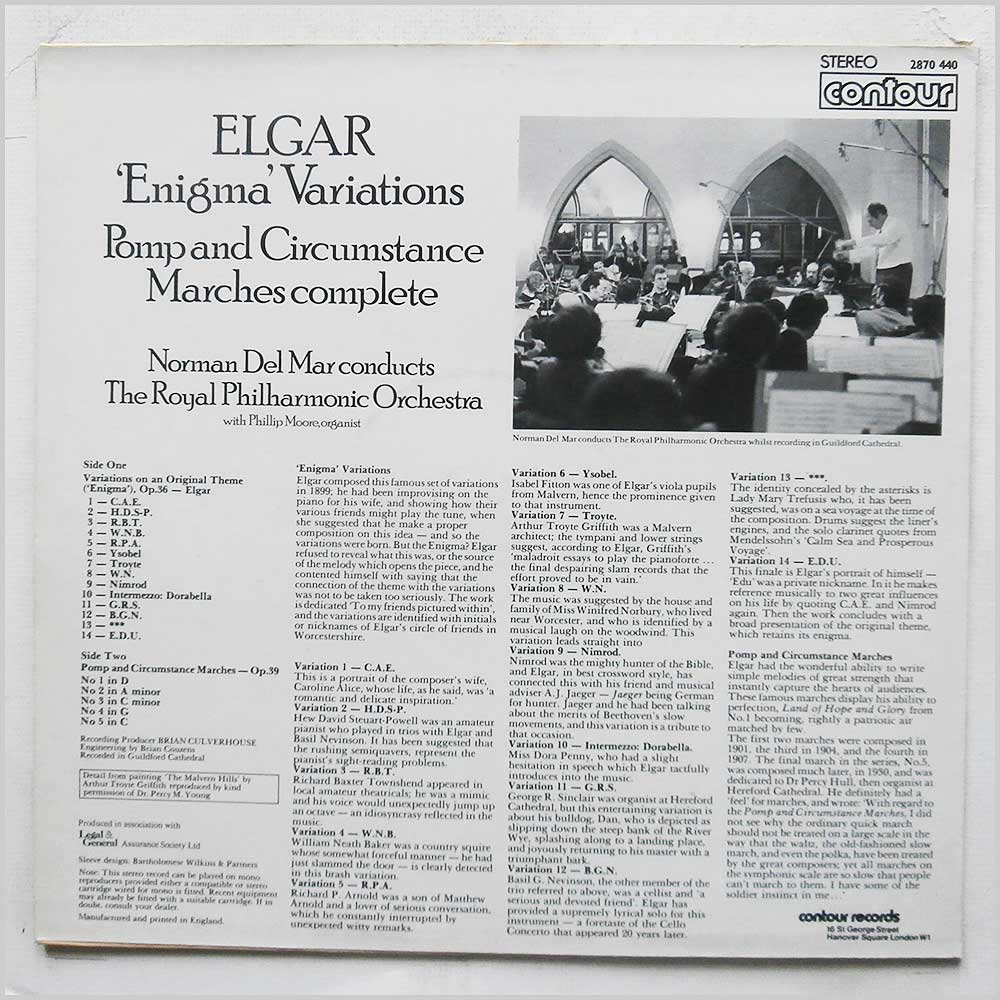 STEREO 2870 440
contour
ELGAR
'Enigma' Variations
Pomp and Circumstance
Marches complete
Norman Del Mar conducts
The Royal Philharmonic Orchestra
with Phillip Moore, organist
Norman Del Mar conducts The Royal Philharmonic Orchestra whilst recording in Guildford Cathedral.
Side One
Variations on an Original Theme
('Enigma'), Op.36 — Elgar
1 — C.A.E.
2 — H.D.S-P.
3 — R.B.T.
4 — W.N.B.
5 — R.P.A.
6 — Ysobel
7 — Troyte
8 — W.N.
9 — Nimrod
10 — Intermezzo: Dorabella
11 — G.R.S.
12 — B.G.N.
13 — ***
14 — E.D.U.
Side Two
Pomp and Circumstance Marches — Op.39
No 1 in D
No 2 in A minor
No 3 in C minor
No 4 in G
No 5 in C
Recording Producer BRIAN CULVERHOUSE
Engineering by Brian Couzens
Recorded in Guildford Cathedral
Detail from painting 'The Malvern Hills' by
Arthur Troyte Griffith reproduced by kind
permission of Dr. Percy M. Young
Produced in association with
Legal &
General Assurance Society Ltd
Sleeve design: Bartholomew Wilkins & Partners
Note: This stereo record can be played on mono
reproducers provided either a compatible or stereo
cartridge wired for mono is fitted. Recent equipment
may already be fitted with a suitable cartridge. If in
doubt, consult your dealer.
Manufactured and printed in England.
'Enigma' Variations
Elgar composed this famous set of variations
in 1899; he had been improvising on the
piano for his wife, and showing how their
various friends might play the tune, when
she suggested that he make a proper
composition on this idea — and so the
variations were born. But the Enigma? Elgar
refused to reveal what this was, or the source
of the melody which opens the piece, and he
contented himself with saying that the
connection of the theme with the variations
was not to be taken too seriously. The work
is dedicated 'To my friends pictured within',
and the variations are identified with initials
or nicknames of Elgar's circle of friends in
Worcestershire.
Variation 1 — C.A.E.
This is a portrait of the composer's wife,
Caroline Alice, whose life, as he said, was 'a
romantic and delicate inspiration.'
Variation 2 — H.D.S-P.
Hew David Steuart-Powell was an amateur
pianist who played in trios with Elgar and
Basil Nevinson. It has been suggested that
the rushing semiquavers, represent the
pianist's sight-reading problems.
Variation 3 — R.B.T.
Richard Baxter Townshend appeared in
local amateur theatricals; he was a mimic
and his voice would unexpectedly jump up
an octave — an idiosyncrasy reflected in the
music.
Variation 4 — W.N.B.
William Neath Baker was a country squire
whose somewhat forceful manner — he had
just slammed the door — is clearly detected
in this brash variation.
Variation 5 — R.P.A.
Richard P. Arnold was a son of Matthew
Arnold and a lover of serious conversation,
which he constantly interrupted by
unexpected witty remarks.
Variation 6 — Ysobel.
Isabel Fitton was one of Elgar's viola pupils
from Malvern, hence the prominence given
to that instrument.
Variation 7 — Troyte.
Arthur Troyte Griffith was a Malvern
architect; the tympani and lower strings
suggest, according to Elgar, Griffith's
'maladroit essays to play the pianoforte ...
the final despairing slam records that the
effort proved to be in vain.'
Variation 8 — W.N.
The music was suggested by the house and
family of Miss Winifred Norbury, who lived
near Worcester, and who is identified by a
musical laugh on the woodwind. This
variation leads straight into
Variation 9 — Nimrod.
Nimrod was the mighty hunter of the Bible,
and Elgar, in best crossword style, has
connected this with his friend and musical
adviser A.J. Jaeger — Jaeger being German
for hunter. Jaeger and he had been talking
about the merits of Beethoven's slow
movements, and this variation is a tribute to
that occasion.
Variation 10 — Intermezzo: Dorabella.
Miss Dora Penny, who had a slight
hesitation in speech which Elgar tactfully
introduces into the music.
Variation 11 — G.R.S.
George R. Sinclair was organist at Hereford
Cathedral, but this entertaining variation is
about his bulldog, Dan, who is depicted as
slipping down the steep bank of the River
Wye, splashing along to a landing place,
and joyously returning to his master with a
triumphant bark.
Variation 12 — B.G.N.
Basil G. Nevinson, the other member of the
trio referred to above, was a cellist and 'a
serious and devoted friend'. Elgar has
provided a supremely lyrical solo for this
instrument — a foretaste of the Cello
Concerto that appeared 20 years later.
Variation 13 — ***.
The identity concealed by the asterisks is
Lady Mary Trefusis who, it has been
suggested, was on a sea voyage at the time of
the composition. Drums suggest the liner's
engines, and the solo clarinet quotes from
Mendelssohn's 'Calm Sea and Prosperous
Voyage'.
Variation 14 — E.D.U.
This finale is Elgar's portrait of himself —
'Edu' was a private nickname. In it he makes
reference musically to two great influences
on his life by quoting C.A.E. and Nimrod
again. Then the work concludes with a
broad presentation of the original theme,
which retains its enigma.
Pomp and Circumstance Marches
Elgar had the wonderful ability to write
simple melodies of great strength that
instantly capture the hearts of audiences.
These famous marches display his ability to
perfection, Land of Hope and Glory from
No.1 becoming, rightly a patriotic air
matched by few.
The first two marches were composed in
1901, the third in 1904, and the fourth in
1907. The final march in the series, No.5,
was composed much later, in 1930, and was
dedicated to Dr Percy Hull, then organist at
Hereford Cathedral. He definitely had a
'feel' for marches, and wrote: 'With regard to
the Pomp and Circumstance Marches, I did
not see why the ordinary quick march
should not be treated on a large scale in the
way that the waltz, the old-fashioned slow
march, and even the polka, have been treated
by the great composers; yet all marches on
the symphonic scale are so slow that people
can't march to them. I have some of the
soldier instinct in me...'
contour records
16 St George Street
Hanover Square London W1